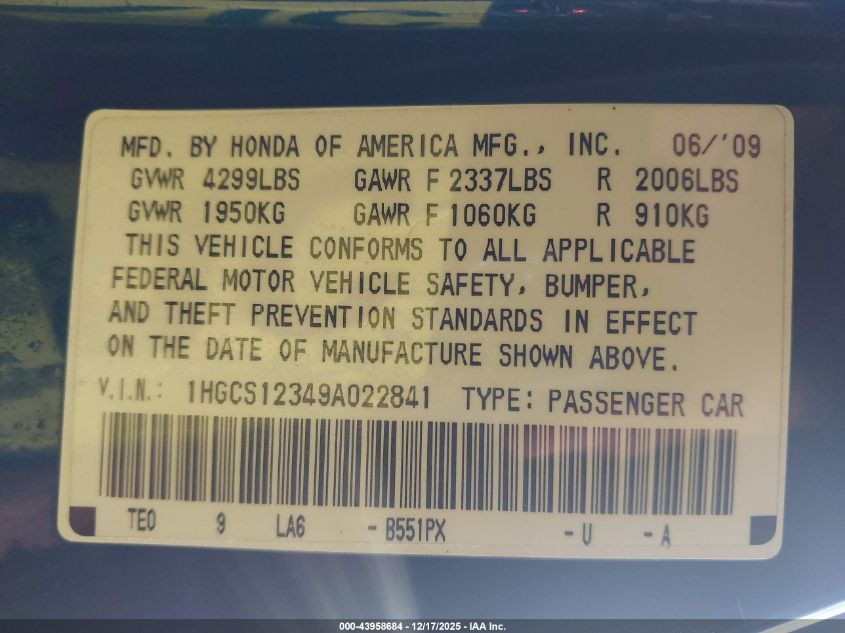 MFD. BY HONDA OF AMERICA MFG., INC. 06/'09
GVWR 4299LBS GAWR F 2337LBS R 2006LBS
GVWR 1950KG GAWR F 1060KG R 910KG
THIS VEHICLE CONFORMS TO ALL APPLICABLE
FEDERAL MOTOR VEHICLE SAFETY, BUMPER,
AND THEFT PREVENTION STANDARDS IN EFFECT
ON THE DATE OF MANUFACTURE SHOWN ABOVE.
V.I.N.: 1HGCS12349A022841 TYPE: PASSENGER CAR
TE0 9 LA6 - B551PX - U - A
000-43958684 - 12/17/2025 - IAA Inc.